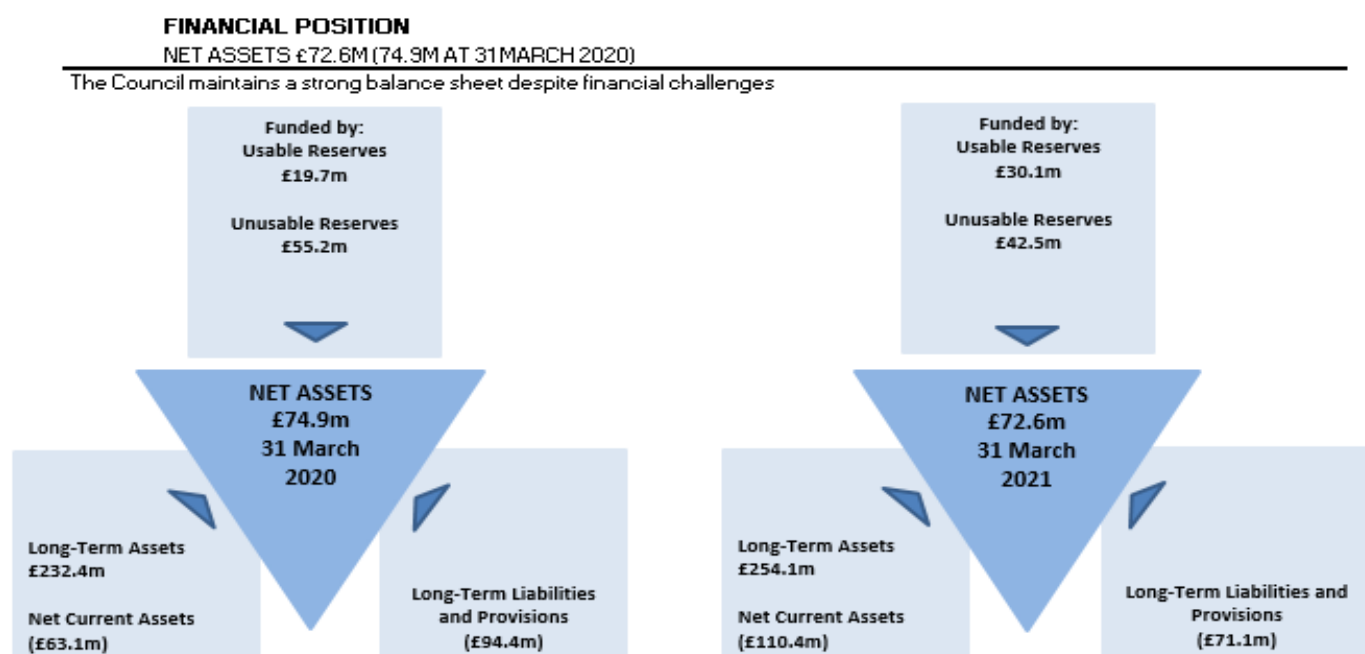 FINANCIAL POSITION
NET ASSETS £72.6M (74.9M AT 31 MARCH 2020)
The Council maintains a strong balance sheet despite financial challenges
Funded by:
Usable Reserves
£19.7m
Unusable Reserves
£55.2m
NET ASSETS
£74.9m
31 March
2020
Long-Term Assets
£232.4m
Net Current Assets
(£63.1m)
Long-Term Liabilities
and Provisions
(£94.4m)
Funded by:
Usable Reserves
£30.1m
Unusable Reserves
£42.5m
NET ASSETS
£72.6m
31 March
2021
Long-Term Assets
£254.1m
Net Current Assets
(£110.4m)
Long-Term Liabilities and
Provisions
(£71.1m)